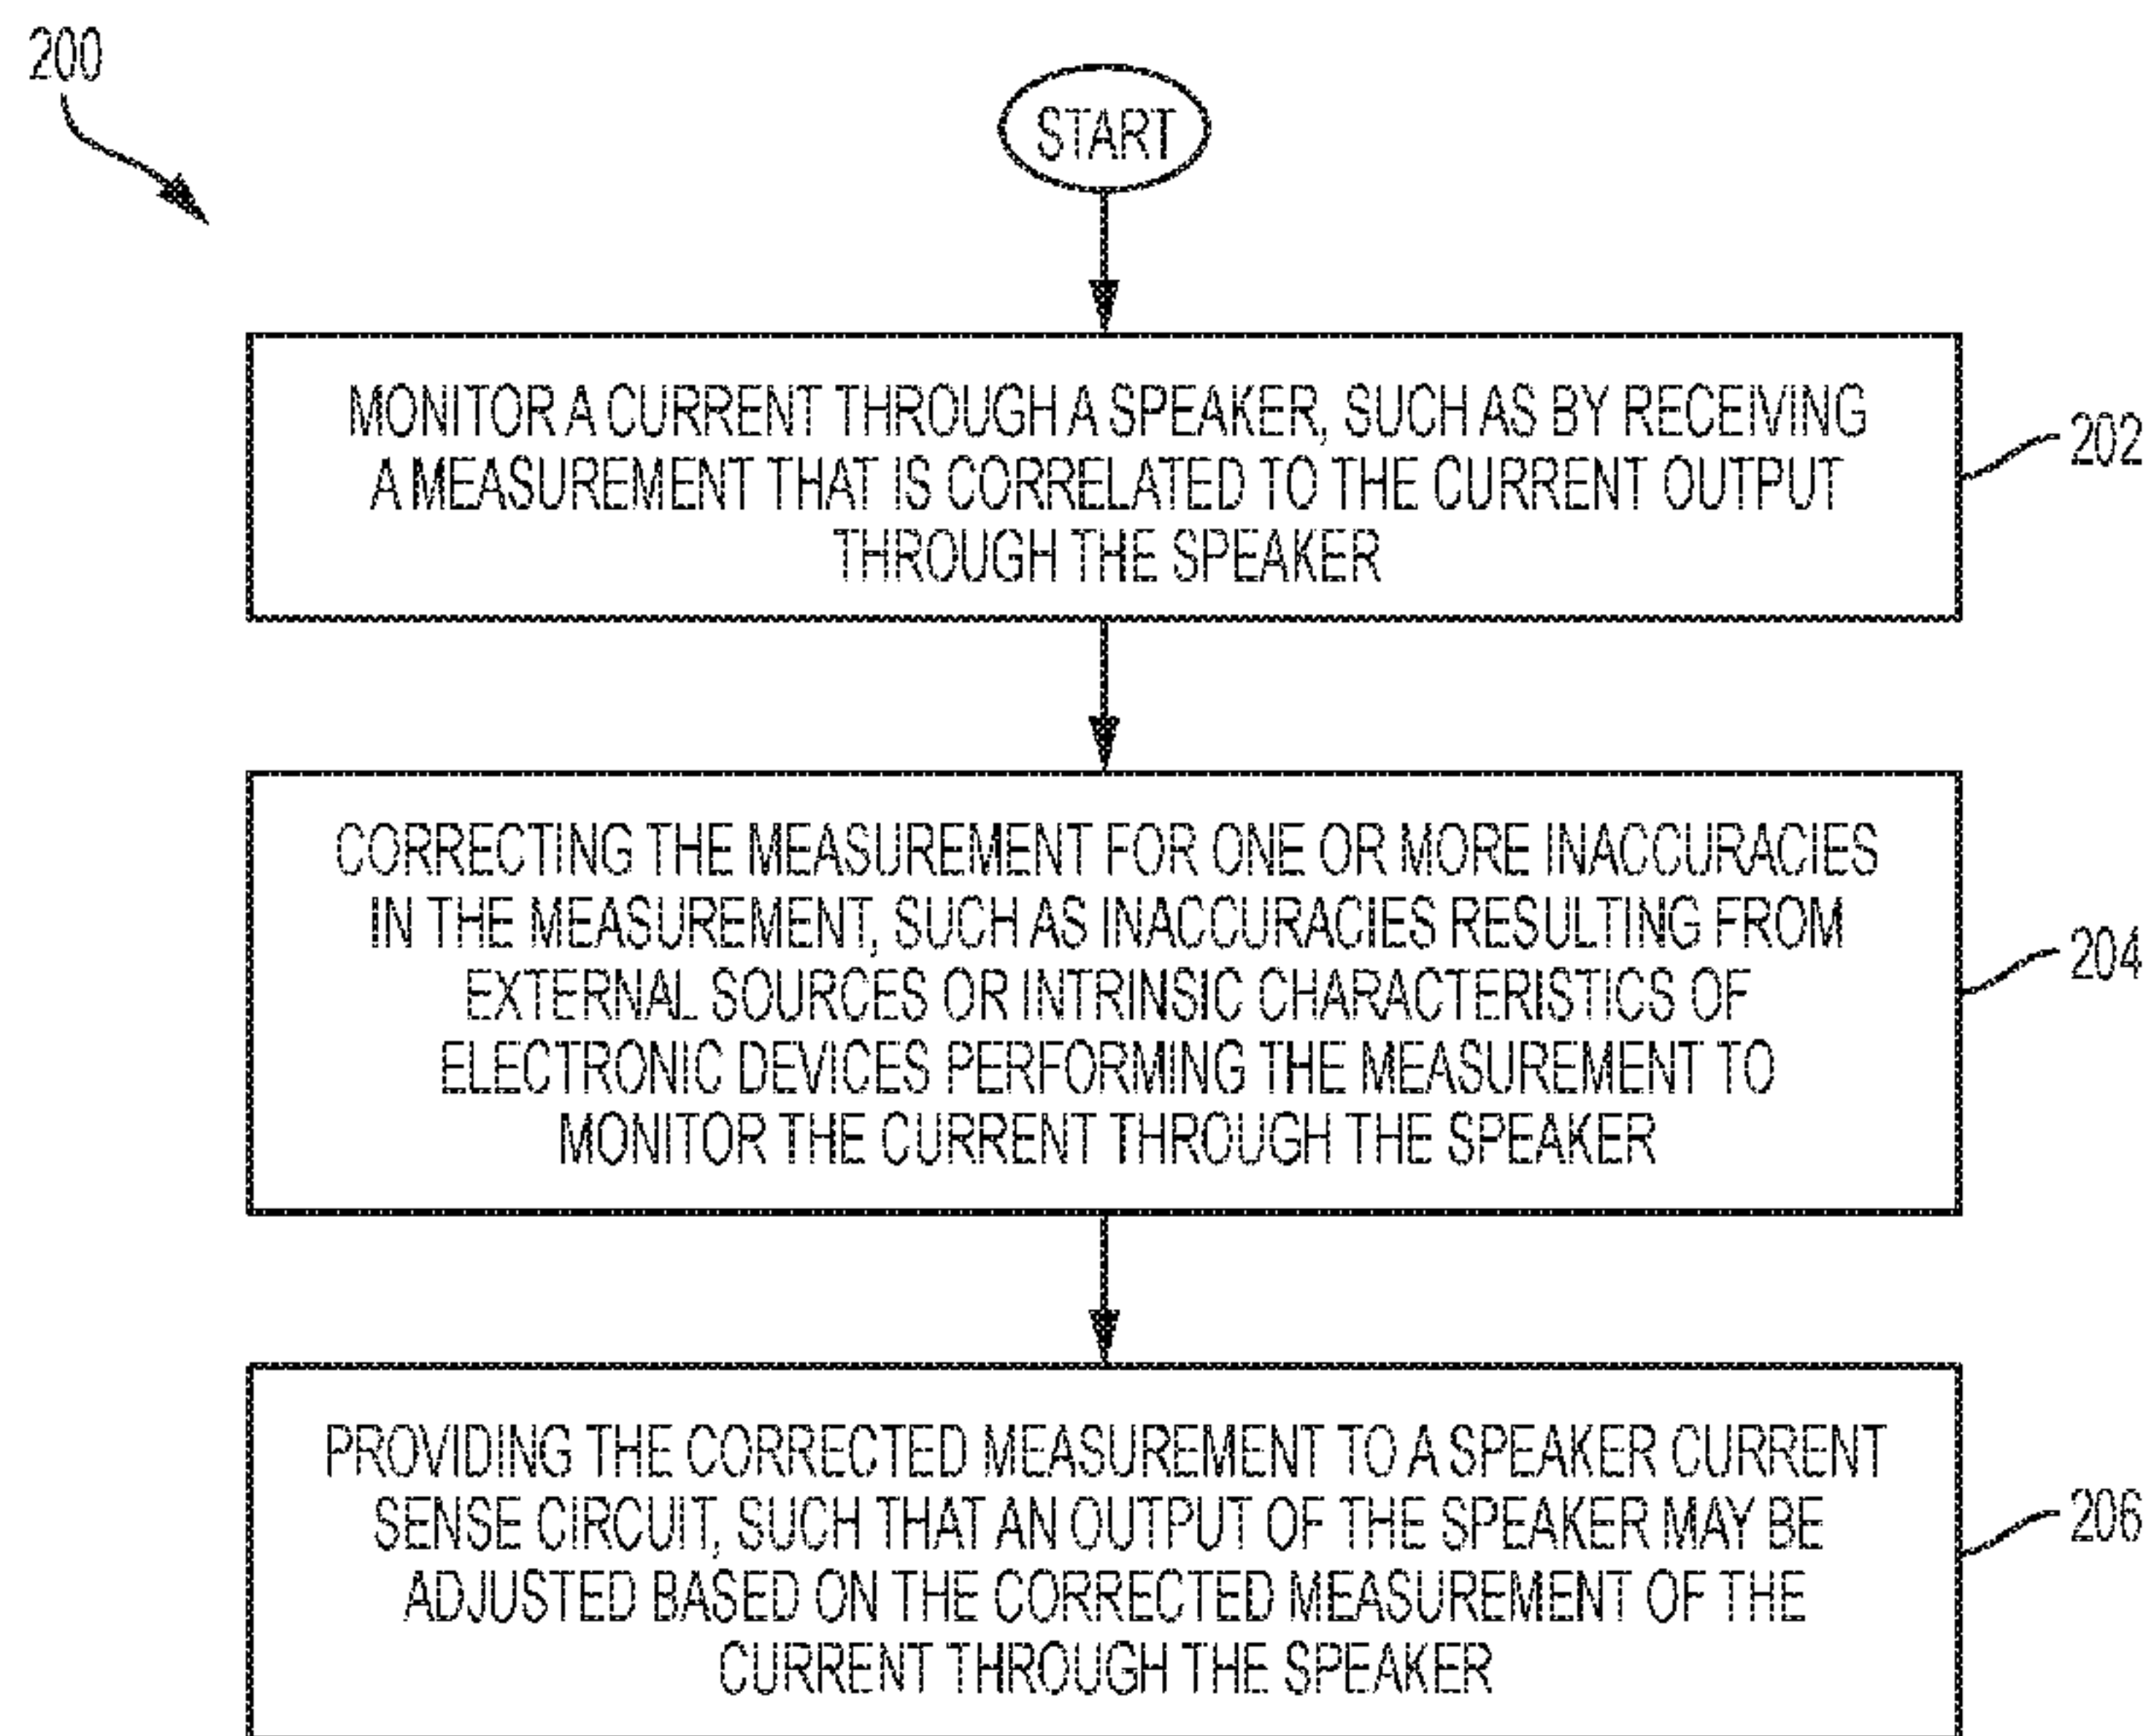 200
START
MONITOR A CURRENT THROUGH A SPEAKER, SUCH AS BY RECEIVING
A MEASUREMENT THAT IS CORRELATED TO THE CURRENT OUTPUT
THROUGH THE SPEAKER
202
CORRECTING THE MEASUREMENT FOR ONE OR MORE INACCURACIES
IN THE MEASUREMENT, SUCH AS INACCURACIES RESULTING FROM
EXTERNAL SOURCES OR INTRINSIC CHARACTERISTICS OF
ELECTRONIC DEVICES PERFORMING THE MEASUREMENT TO
MONITOR THE CURRENT THROUGH THE SPEAKER
204
PROVIDING THE CORRECTED MEASUREMENT TO A SPEAKER CURRENT
SENSE CIRCUIT, SUCH THAT AN OUTPUT OF THE SPEAKER MAY BE
ADJUSTED BASED ON THE CORRECTED MEASUREMENT OF THE
CURRENT THROUGH THE SPEAKER
206